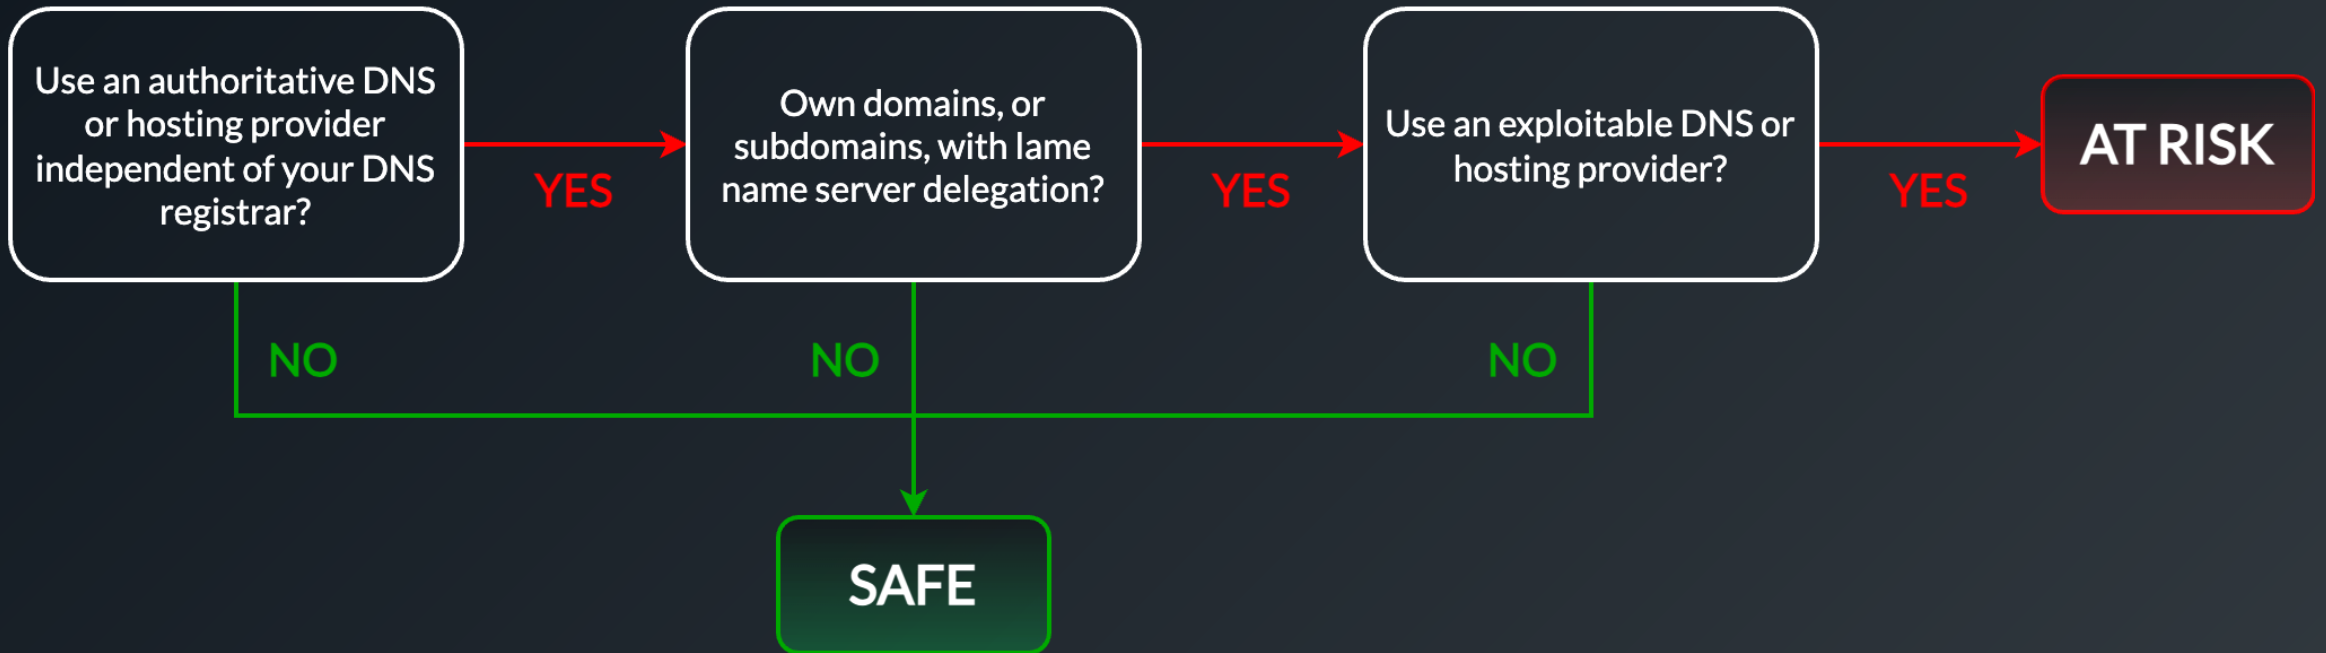 Use an authoritative DNS
or hosting provider
independent of your DNS
registrar?
YES
Own domains, or
subdomains, with lame
name server delegation?
YES
Use an exploitable DNS or
hosting provider?
YES
AT RISK
NO
NO
NO
SAFE